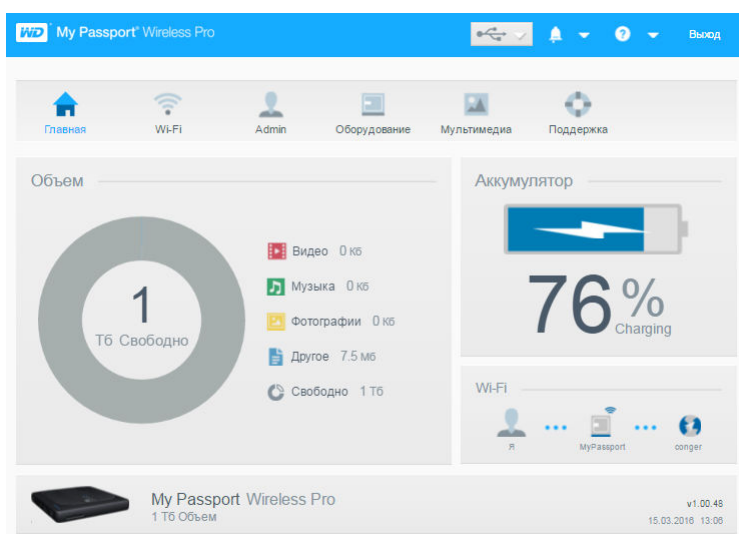 WD My Passport® Wireless Pro
Выход
Главная
Wi-Fi
Admin
Оборудование
Мультимедиа
Поддержка
Объем
1
Тб Свободно
Видео 0 Кб
Музыка 0 Кб
Фотографии 0 Кб
Другое 7.5 Мб
Свободно 1 Тб
Аккумулятор
76 %
Charging
Wi-Fi
Я
MyPassport
conger
My Passport Wireless Pro
1 Тб Объем
v1.00.48
15.03.2016 13:06